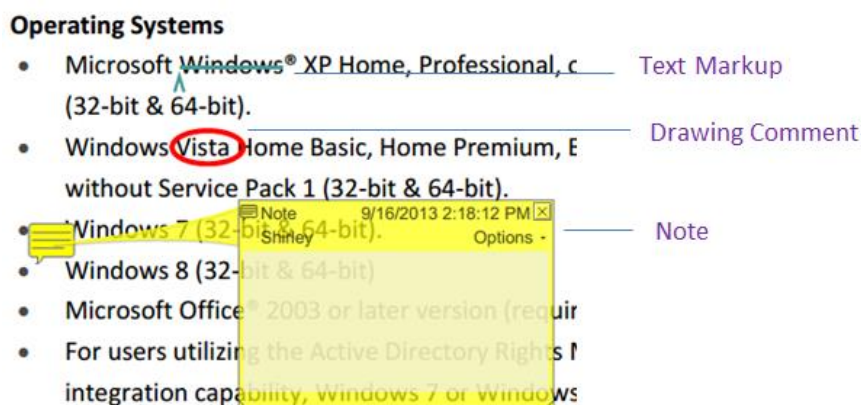 Operating Systems
• Microsoft Windows® XP Home, Professional, c
Text Markup
(32-bit & 64-bit).
Drawing Comment
• Windows Vista Home Basic, Home Premium, E
without Service Pack 1 (32-bit & 64-bit).
Note 9/16/2013 2:18:12 PM
• Windows 7 (32-bit & 64-bit).
Shirley Options -
Note
• Windows 8 (32-bit & 64-bit)
• Microsoft Office® 2003 or later version (requir
• For users utilizing the Active Directory Rights M
integration capability, Windows 7 or Windows